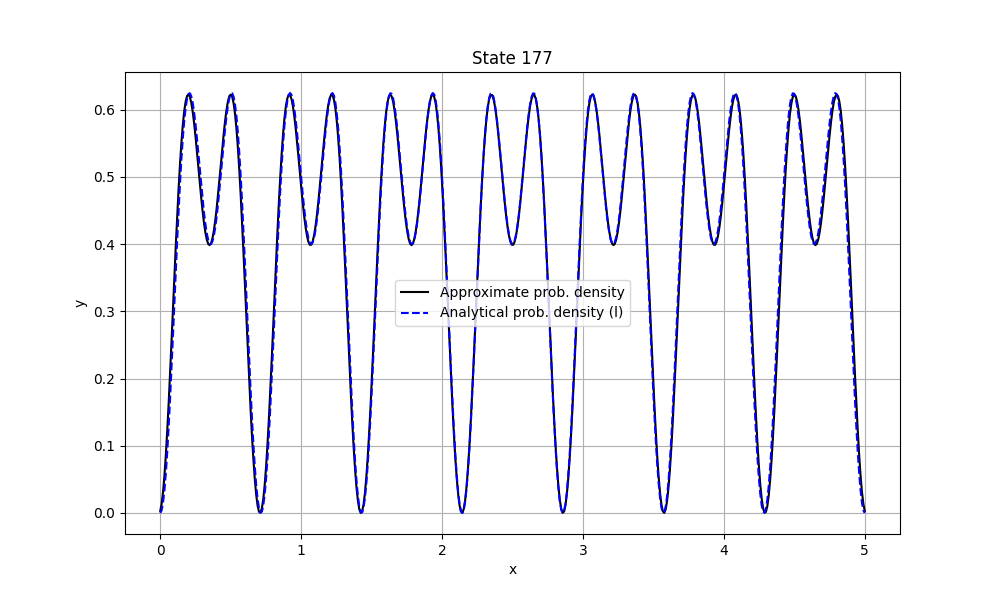 State 177
y
0.6
0.5
0.4
0.3
0.2
0.1
0.0
Approximate prob. density
Analytical prob. density (l)
0 1 2 3 4 5
x